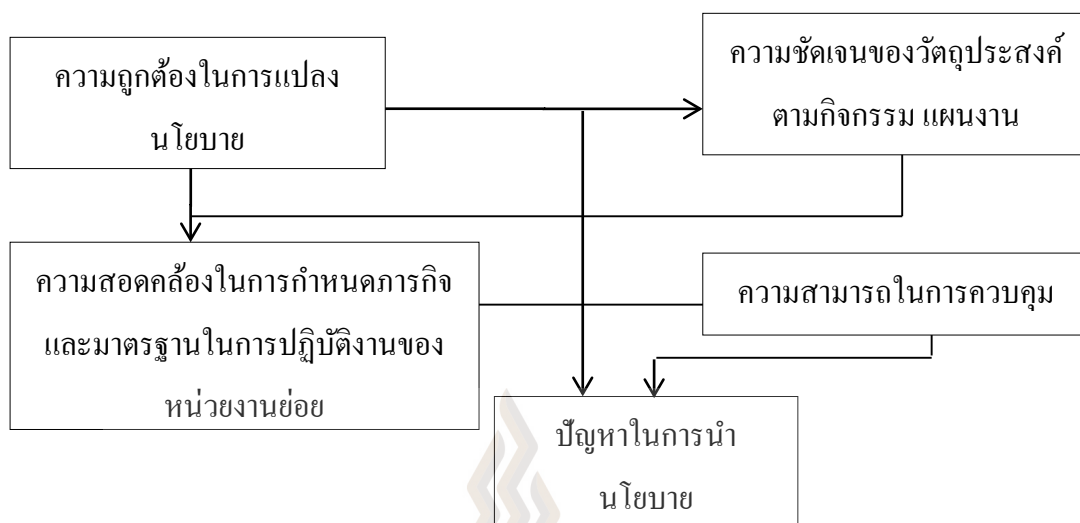 ความถูกต้องในการแปลง
นโยบาย
ความชัดเจนของวัตถุประสงค์
ตามกิจกรรม แผนงาน
ความสอดคล้องในการกำหนดภารกิจ
และมาตรฐานในการปฏิบัติงานของ
หน่วยงานย่อย
ความสามารถในการควบคุม
ปัญหาในการนำ
นโยบาย